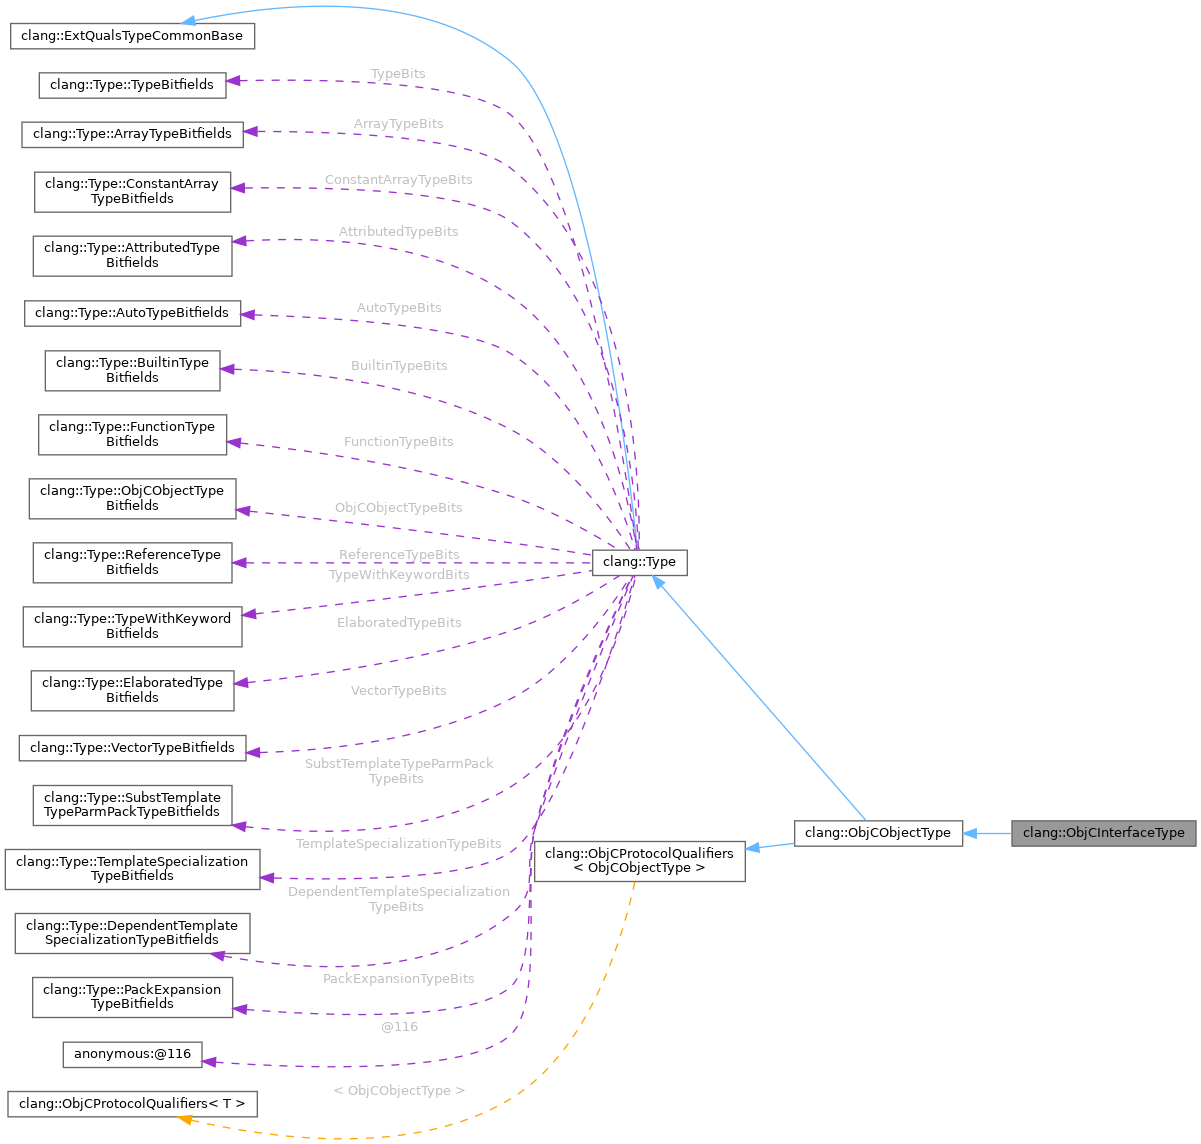 clang::ExtQualsTypeCommonBase
TypeBits
clang::Type::TypeBitfields
ArrayTypeBits
clang::Type::ArrayTypeBitfields
ConstantArrayTypeBits
clang::Type::ConstantArray
TypeBitfields
AttributedTypeBits
clang::Type::AttributedType
Bitfields
AutoTypeBits
clang::Type::AutoTypeBitfields
BuiltinTypeBits
clang::Type::BuiltinType
Bitfields
FunctionTypeBits
clang::Type::FunctionType
Bitfields
ObjCObjectTypeBits
clang::Type::ObjCObjectType
Bitfields
ReferenceTypeBits
clang::Type::ReferenceType
Bitfields
clang::Type
TypeWithKeywordBits
clang::Type::TypeWithKeyword
Bitfields
ElaboratedTypeBits
clang::Type::ElaboratedType
Bitfields
VectorTypeBits
clang::Type::VectorTypeBitfields
SubstTemplateTypeParmPack
TypeBits
clang::Type::SubstTemplate
TypeParmPackTypeBitfields
clang::ObjCObjectType
clang::ObjCInterfaceType
TemplateSpecializationTypeBits
clang::Type::TemplateSpecialization
TypeBitfields
clang::ObjCProtocolQualifiers
< ObjCObjectType >
DependentTemplateSpecialization
TypeBits
clang::Type::DependentTemplate
SpecializationTypeBitfields
PackExpansionTypeBits
clang::Type::PackExpansion
TypeBitfields
@116
anonymous:@116
< ObjCObjectType >
clang::ObjCProtocolQualifiers< T >